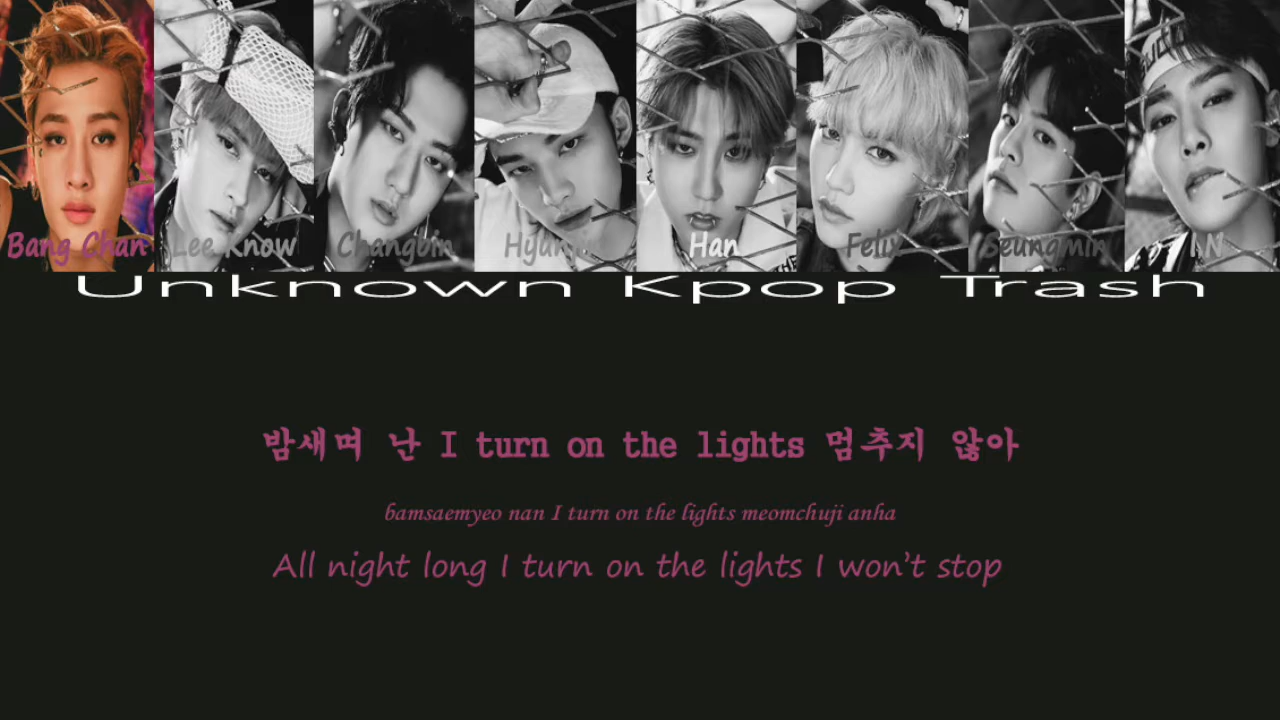 Bang Chan Lee Know Changbin Hyunjin Han Felix Seungmin I.N
Unknown Kpop Trash
밤새며 난 I turn on the lights 멈추지 않아
bamsaemyeo nan I turn on the lights meomchuji anha
All night long I turn on the lights I won't stop